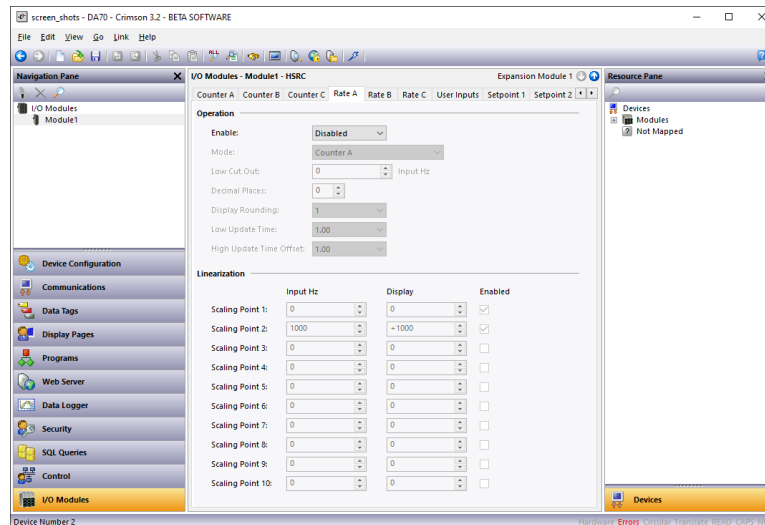 screen_shots - DA70 - Crimson 3.2 - BETA SOFTWARE
File Edit View Go Link Help
Navigation Pane
I/O Modules
Module1
Device Configuration
Communications
Data Tags
Display Pages
Programs
Web Server
Data Logger
Security
SQL Queries
Control
I/O Modules
I/O Modules - Module1 - HSRC Expansion Module 1
Counter A Counter B Counter C Rate A Rate B Rate C User Inputs Setpoint 1 Setpoint 2
Operation
Enable: Disabled
Mode: Counter A
Low Cut Out: 0 Input Hz
Decimal Places: 0
Display Rounding: 1
Low Update Time: 1.00
High Update Time Offset: 1.00
Linearization
Input Hz Display Enabled
Scaling Point 1: 0 0
Scaling Point 2: 1000 +1000
Scaling Point 3: 0 0
Scaling Point 4: 0 0
Scaling Point 5: 0 0
Scaling Point 6: 0 0
Scaling Point 7: 0 0
Scaling Point 8: 0 0
Scaling Point 9: 0 0
Scaling Point 10: 0 0
Resource Pane
Devices
Modules
Not Mapped
Devices
Device Number 2 Hardware Errors Circular Translate READ CAPS